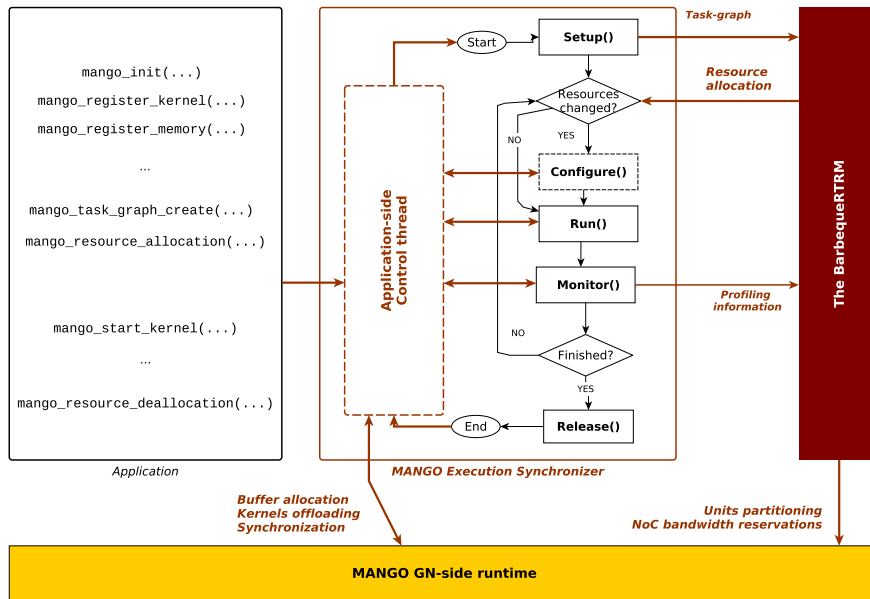 mango_init(...)
mango_register_kernel(...)
mango_register_memory(...)
...
mango_task_graph_create(...)
mango_resource_allocation(...)
mango_start_kernel(...)
...
mango_resource_deallocation(...)
Application
Application-side
Control thread
Start
Setup()
Resources
changed?
NO
YES
Configure()
Run()
Monitor()
NO
Finished?
YES
End
Release()
MANGO Execution Synchronizer
Task-graph
Resource
allocation
Profiling
information
The BarbequeRTRM
Buffer allocation
Kernels offloading
Synchronization
Units partitioning
NoC bandwidth reservations
MANGO GN-side runtime